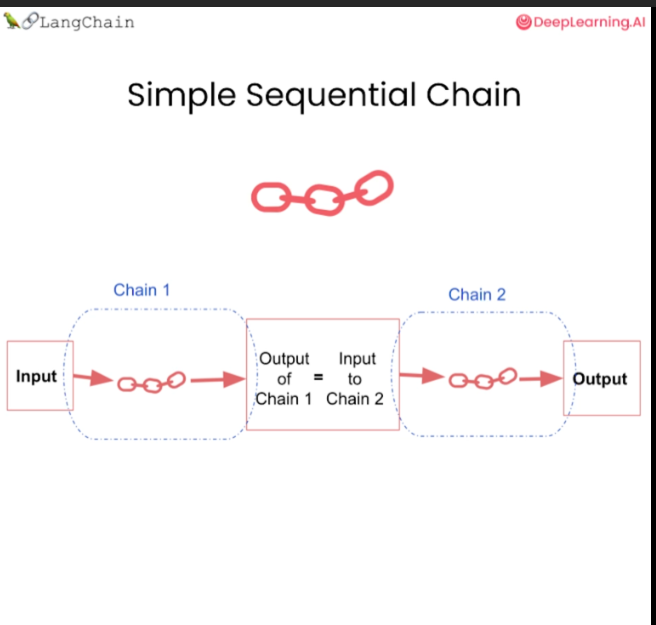 LangChain
DeepLearning.AI
Simple Sequential Chain
Chain 1
Chain 2
Input
Output Input
of = to
Chain 1 Chain 2
Output